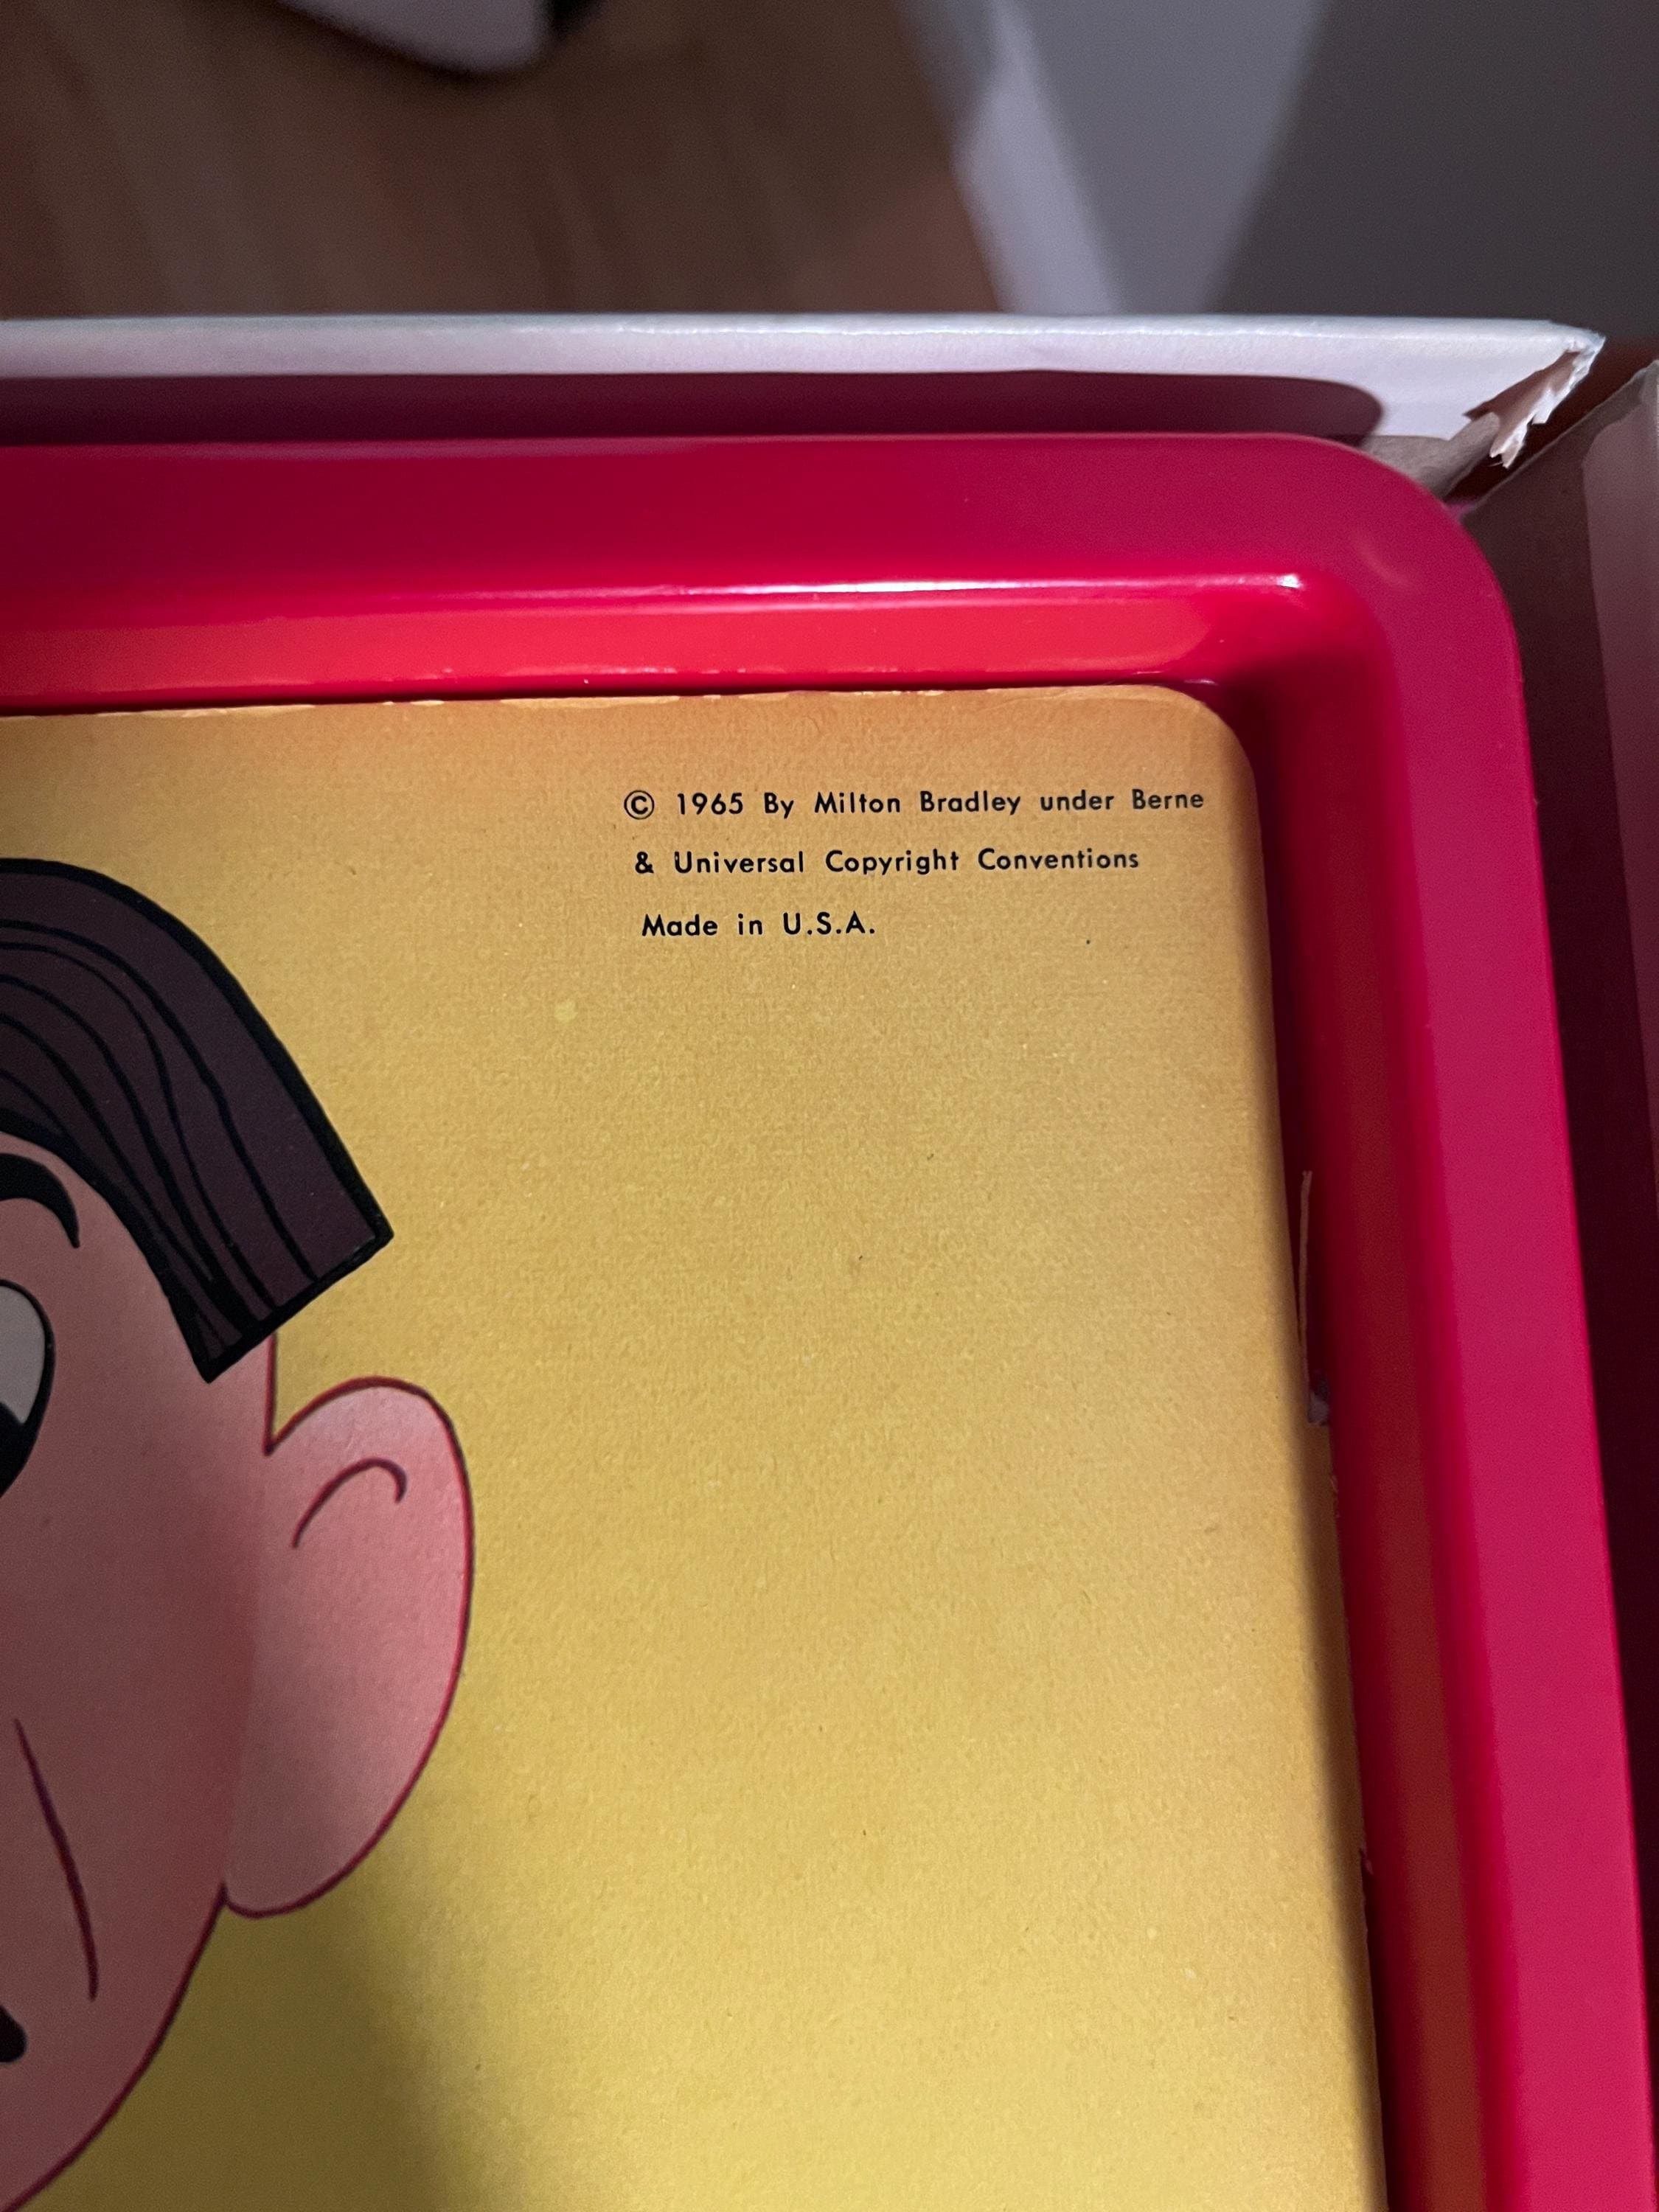 © 1965 By Milton Bradley under Berne
& Universal Copyright Conventions
Made in U.S.A.